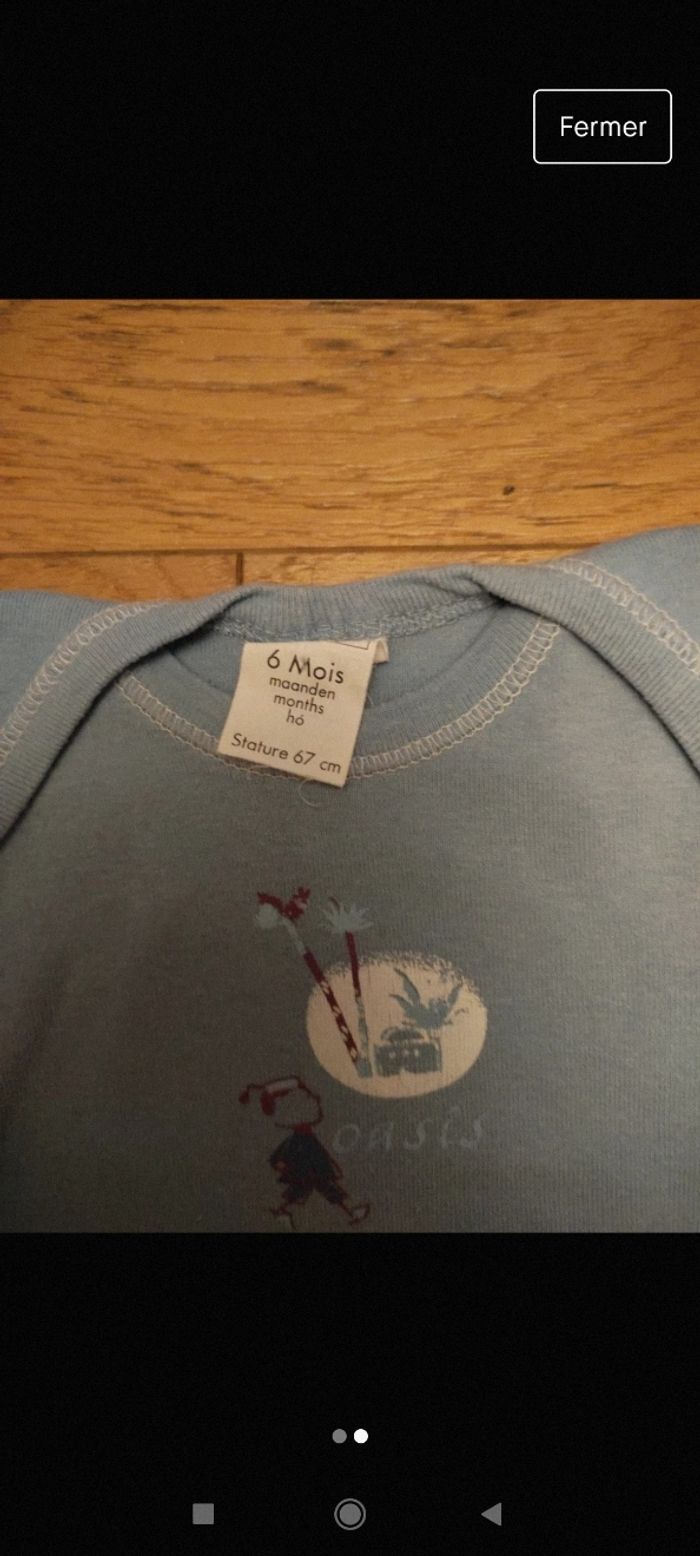 Fermer
6 Mois
maanden
months
hó
Stature 67 cm
oasis